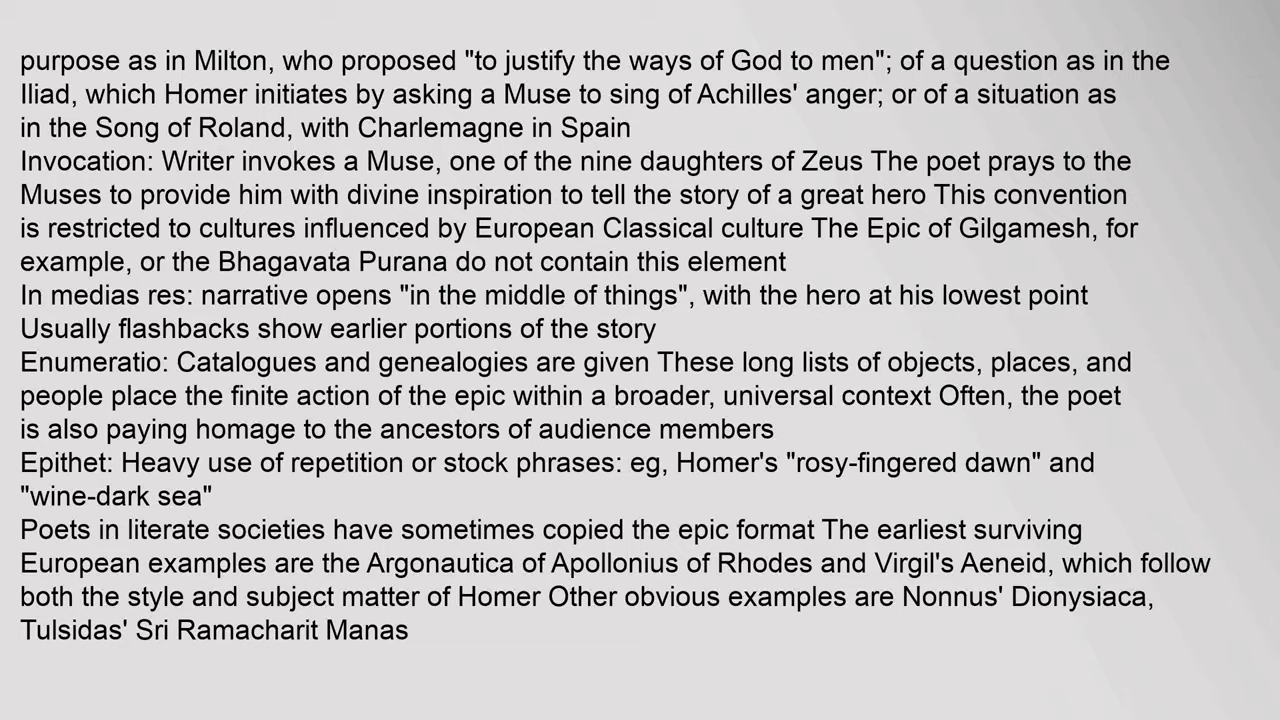 purpose as in Milton, who proposed "to justify the ways of God to men"; of a question as in the
Iliad, which Homer initiates by asking a Muse to sing of Achilles' anger; or of a situation as
in the Song of Roland, with Charlemagne in Spain
Invocation: Writer invokes a Muse, one of the nine daughters of Zeus The poet prays to the
Muses to provide him with divine inspiration to tell the story of a great hero This convention
is restricted to cultures influenced by European Classical culture The Epic of Gilgamesh, for
example, or the Bhagavata Purana do not contain this element
In medias res: narrative opens "in the middle of things", with the hero at his lowest point
Usually flashbacks show earlier portions of the story
Enumeratio: Catalogues and genealogies are given These long lists of objects, places, and
people place the finite action of the epic within a broader, universal context Often, the poet
is also paying homage to the ancestors of audience members
Epithet: Heavy use of repetition or stock phrases: eg, Homer's "rosy-fingered dawn" and
"wine-dark sea"
Poets in literate societies have sometimes copied the epic format The earliest surviving
European examples are the Argonautica of Apollonius of Rhodes and Virgil's Aeneid, which follow
both the style and subject matter of Homer Other obvious examples are Nonnus' Dionysiaca,
Tulsidas' Sri Ramacharit Manas